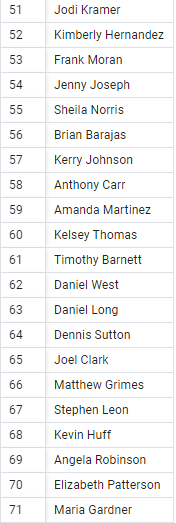 51 Jodi Kramer
52 Kimberly Hernandez
53 Frank Moran
54 Jenny Joseph
55 Sheila Norris
56 Brian Barajas
57 Kerry Johnson
58 Anthony Carr
59 Amanda Martinez
60 Kelsey Thomas
61 Timothy Barnett
62 Daniel West
63 Daniel Long
64 Dennis Sutton
65 Joel Clark
66 Matthew Grimes
67 Stephen Leon
68 Kevin Huff
69 Angela Robinson
70 Elizabeth Patterson
71 Maria Gardner